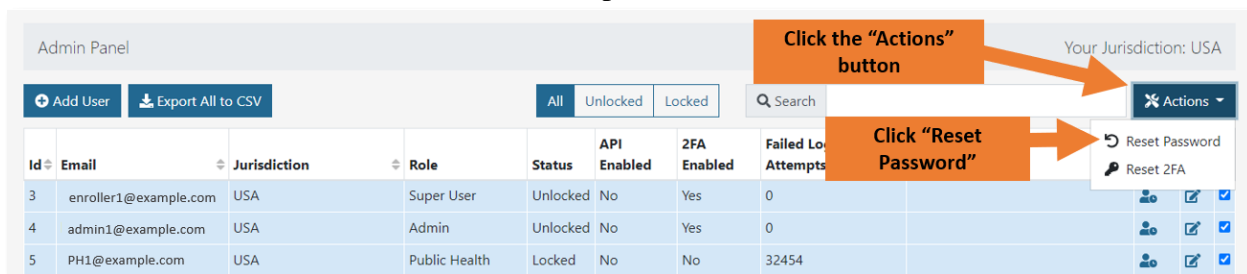 Admin Panel
Click the “Actions”
button
Your Jurisdiction: USA
Add User
Export All to CSV
All Unlocked Locked
Search
Actions
Click “Reset
Password”
Reset Password
Reset 2FA
Id Email Jurisdiction Role Status API Enabled 2FA Enabled Failed Attempts
3 enroller1@example.com USA Super User Unlocked No Yes 0
4 admin1@example.com USA Admin Unlocked No Yes 0
5 PH1@example.com USA Public Health Locked No No 32454